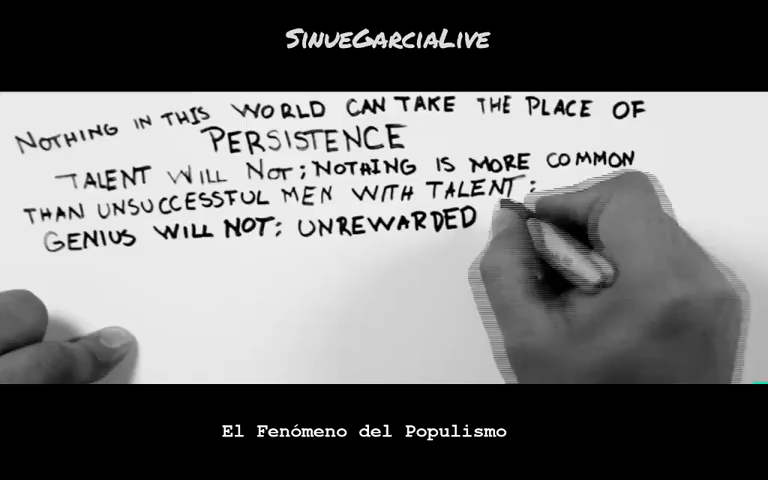 SinueGarciaLive
NOTHING IN THIS WORLD CAN TAKE THE PLACE OF
PERSISTENCE
TALENT WILL NOT; NOTHING IS MORE COMMON
THAN UNSUCCESSFUL MEN WITH TALENT;
GENIUS WILL NOT; UNREWARDED
El Fenómeno del Populismo